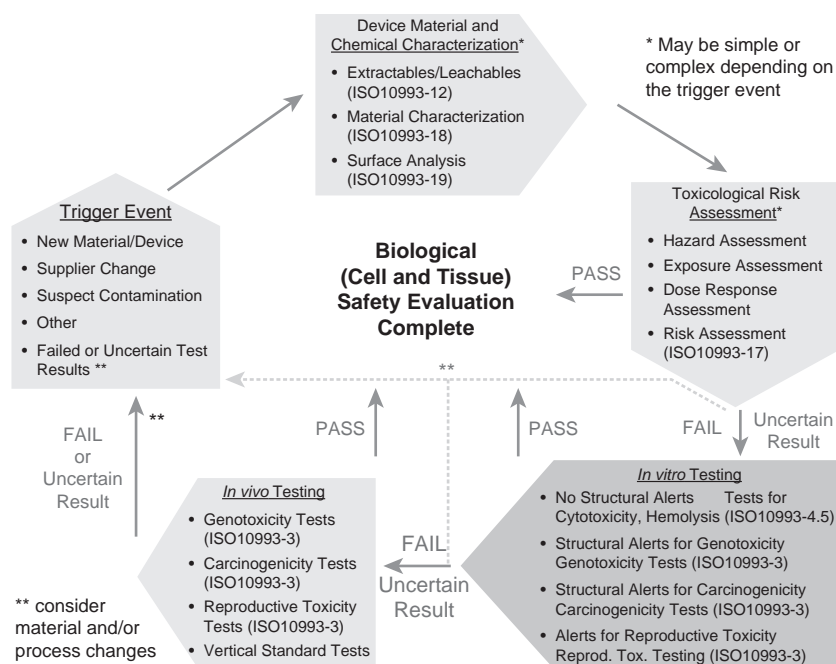 Device Material and
Chemical Characterization*
• Extractables/Leachables
(ISO10993-12)
• Material Characterization
(ISO10993-18)
• Surface Analysis
(ISO10993-19)
* May be simple or
complex depending on
the trigger event
Trigger Event
• New Material/Device
• Supplier Change
• Suspect Contamination
• Other
• Failed or Uncertain Test
Results **
Biological
(Cell and Tissue)
Safety Evaluation
Complete
PASS
Toxicological Risk
Assessment*
• Hazard Assessment
• Exposure Assessment
• Dose Response
Assessment
• Risk Assessment
(ISO10993-17)
**
**
FAIL
or
Uncertain
Result
PASS
PASS
FAIL
Uncertain
Result
In vivo Testing
• Genotoxicity Tests
(ISO10993-3)
• Carcinogenicity Tests
(ISO10993-3)
• Reproductive Toxicity
Tests (ISO10993-3)
• Vertical Standard Tests
FAIL
Uncertain
Result
In vitro Testing
• No Structural Alerts Tests for
Cytotoxicity, Hemolysis (ISO10993-4.5)
• Structural Alerts for Genotoxicity
Genotoxicity Tests (ISO10993-3)
• Structural Alerts for Carcinogenicity
Carcinogenicity Tests (ISO10993-3)
• Alerts for Reproductive Toxicity
Reprod. Tox. Testing (ISO10993-3)
** consider
material and/or
process changes